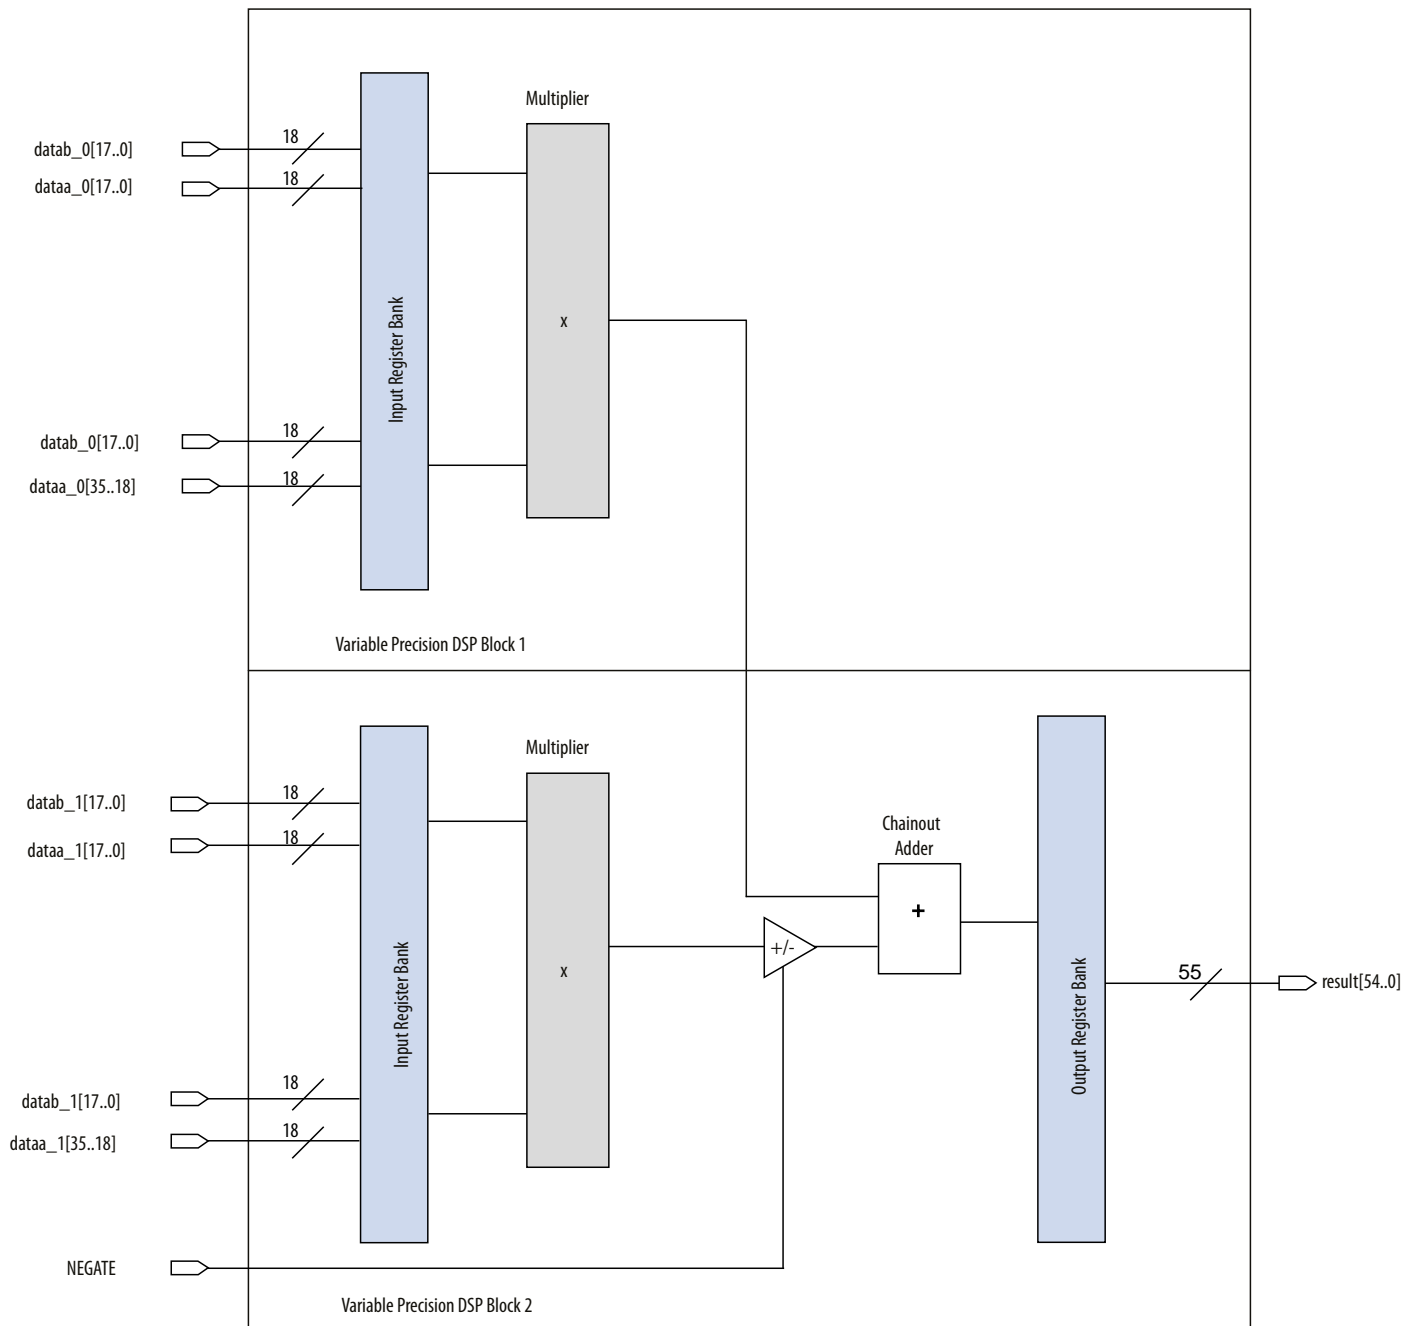 Multiplier
18
datab_0[17..0]
18
dataa_0[17..0]
Input Register Bank
x
18
datab_0[17..0]
18
dataa_0[35..18]
Variable Precision DSP Block 1
Multiplier
18
datab_1[17..0]
18
dataa_1[17..0]
Chainout
Adder
+
Input Register Bank
x
+/-
Output Register Bank
55
result[54..0]
18
datab_1[17..0]
18
dataa_1[35..18]
NEGATE
Variable Precision DSP Block 2